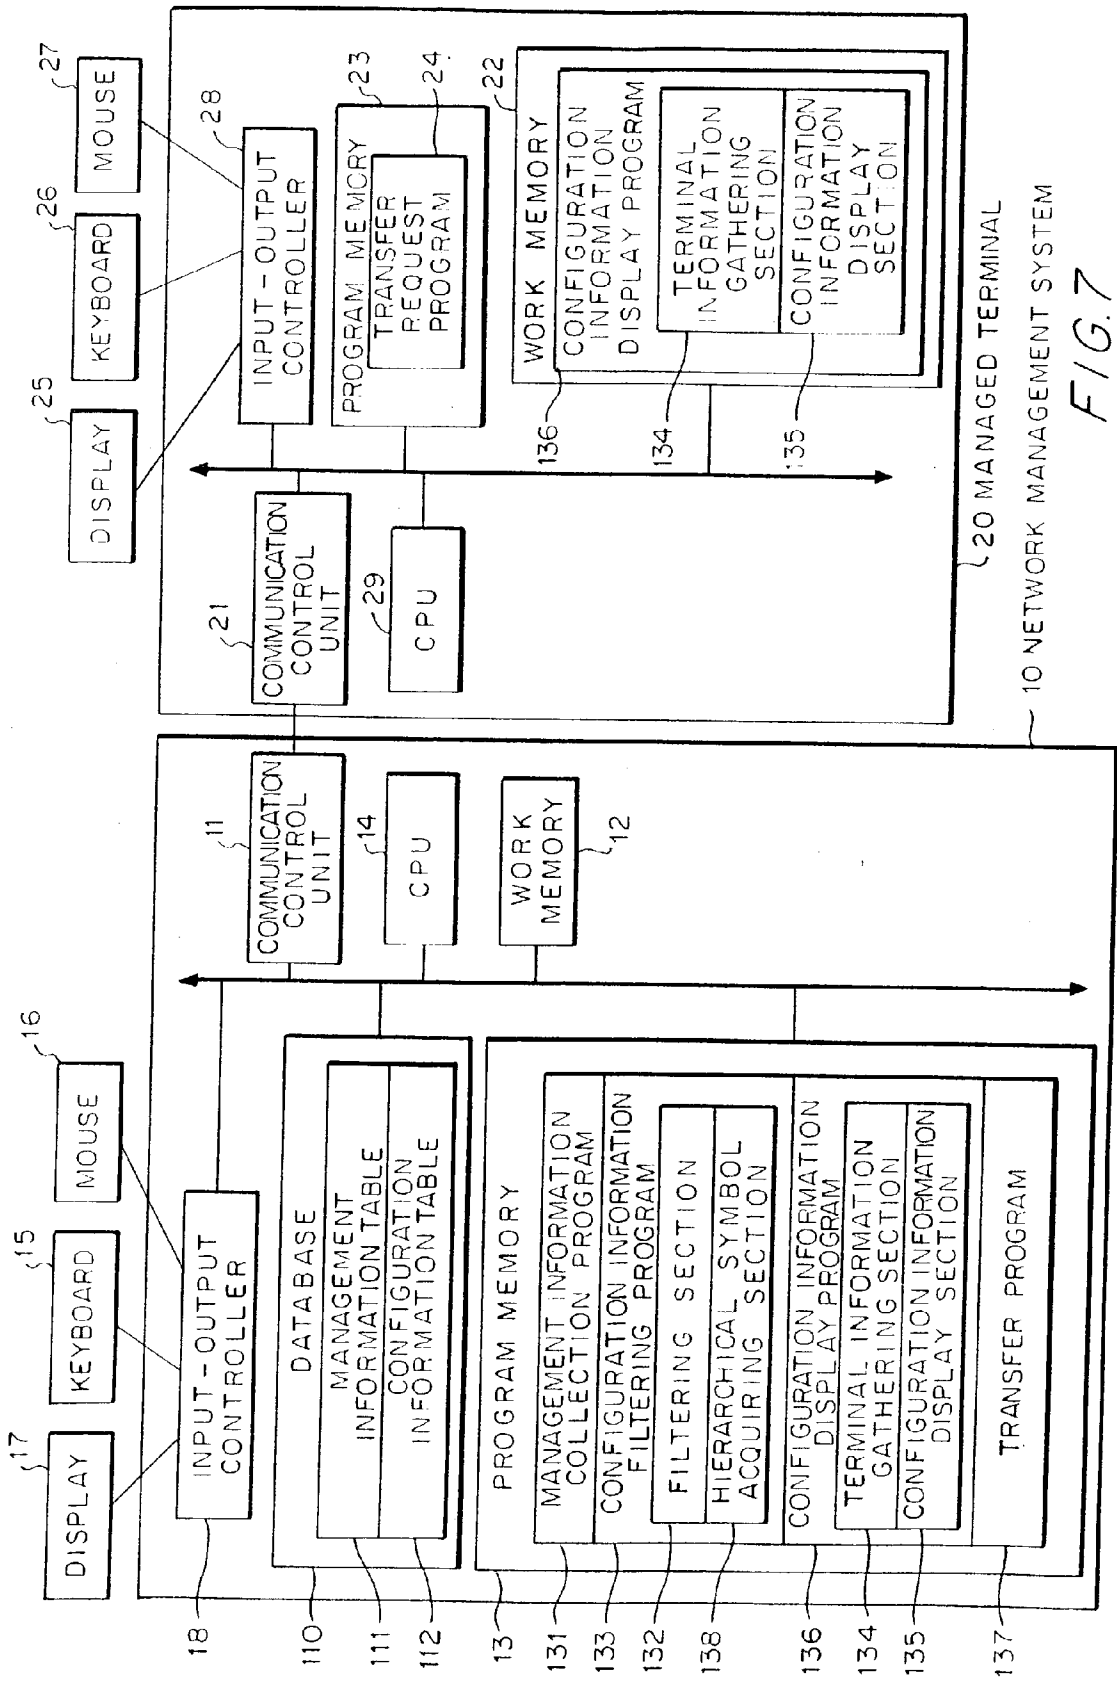 17
DISPLAY
15
KEYBOARD
16
MOUSE
25
DISPLAY
26
KEYBOARD
27
MOUSE
18
INPUT-OUTPUT
CONTROLLER
11
COMMUNICATION
CONTROL
UNIT
21
COMMUNICATION
CONTROL
UNIT
28
INPUT-OUTPUT
CONTROLLER
110
DATABASE
111
MANAGEMENT
INFORMATION TABLE
112
CONFIGURATION
INFORMATION TABLE
14
CPU
29
CPU
23
PROGRAM MEMORY
24
TRANSFER
REQUEST
PROGRAM
13
PROGRAM MEMORY
131
MANAGEMENT INFORMATION
COLLECTION PROGRAM
133
CONFIGURATION INFORMATION
FILTERING PROGRAM
132
FILTERING SECTION
138
HIERARCHICAL SYMBOL
ACQUIRING SECTION
136
CONFIGURATION INFORMATION
DISPLAY PROGRAM
134
TERMINAL INFORMATION
GATHERING SECTION
135
CONFIGURATION INFORMATION
DISPLAY SECTION
137
TRANSFER PROGRAM
WORK
MEMORY
12
22
WORK MEMORY
136
CONFIGURATION
INFORMATION
DISPLAY PROGRAM
134
TERMINAL
INFORMATION
GATHERING
SECTION
135
CONFIGURATION
INFORMATION
DISPLAY
SECTION
20 MANAGED TERMINAL
10 NETWORK MANAGEMENT SYSTEM
FIG.7